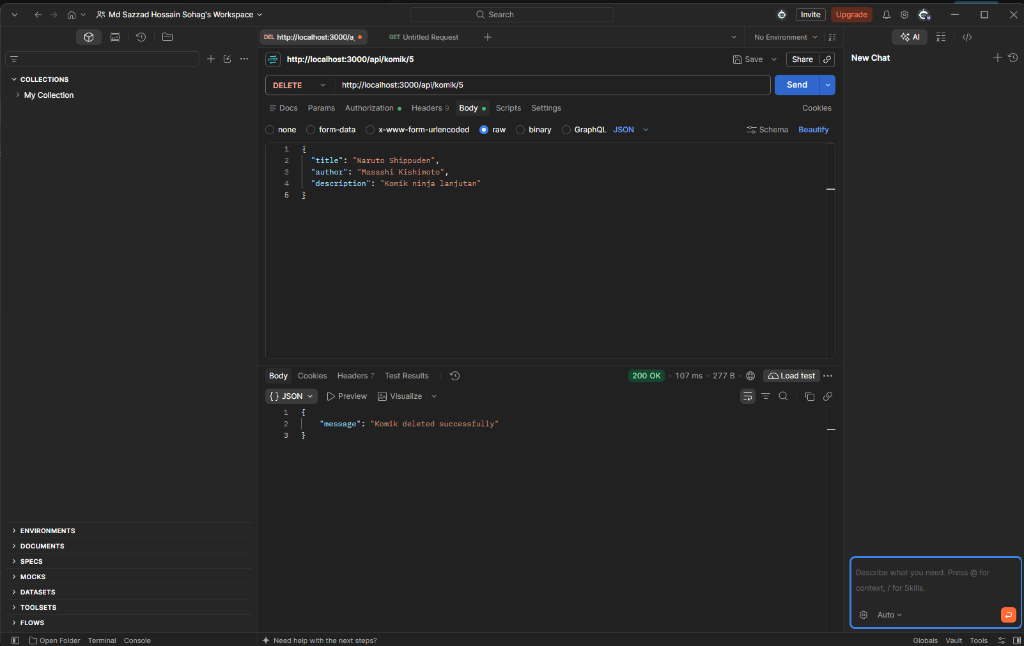 Md Sazzad Hossain Sohag's Workspace
Search
Invite
Upgrade
COLLECTIONS
My Collection
ENVIRONMENTS
DOCUMENTS
SPECS
MOCKS
DATASETS
TOOLSETS
FLOWS
DEL http://localhost:3000/a
GET Untitled Request
No Environment
http://localhost:3000/api/komik/5
Save
Share
DELETE
http://localhost:3000/api/komik/5
Send
Docs
Params
Authorization
Headers 9
Body
Scripts
Settings
Cookies
none
form-data
x-www-form-urlencoded
raw
binary
GraphQL
JSON
Schema
Beautify
1 {
2 "title": "Naruto Shippuden",
3 "author": "Masashi Kishimoto",
4 "description": "Komik ninja lanjutan"
5 }
Body
Cookies
Headers 7
Test Results
200 OK
107 ms
277 B
Load test
{} JSON
Preview
Visualize
1 {
2 "message": "Komik deleted successfully"
3 }
AI
New Chat
Describe what you need. Press @ for
context, / for Skills.
Auto
Open Folder
Terminal
Console
Need help with the next steps?
Globals
Vault
Tools